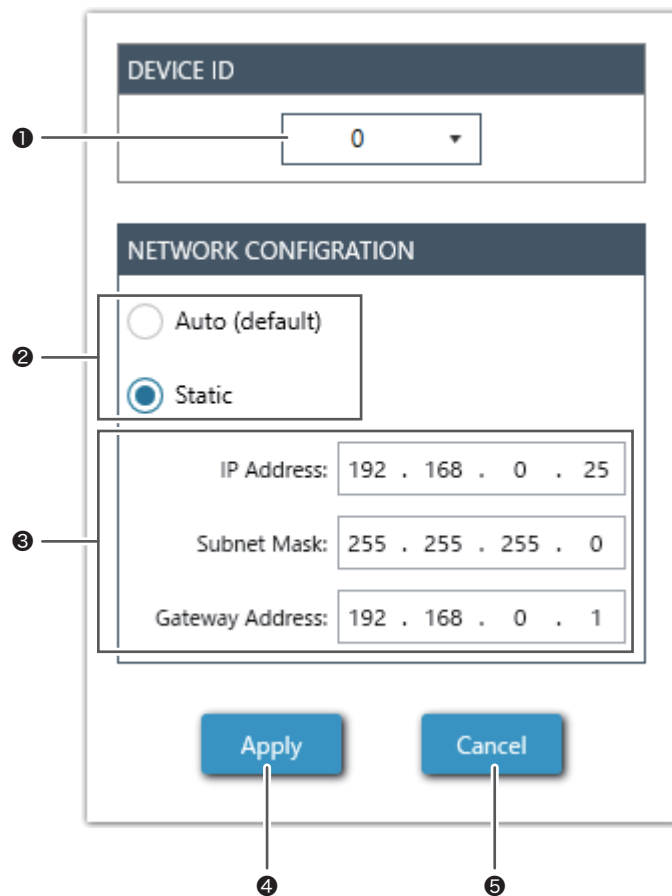 DEVICE ID
❶ 0
NETWORK CONFIGRATION
Auto (default)
❷
Static
IP Address: 192 . 168 . 0 . 25
❸ Subnet Mask: 255 . 255 . 255 . 0
Gateway Address: 192 . 168 . 0 . 1
Apply Cancel
❹ ❺